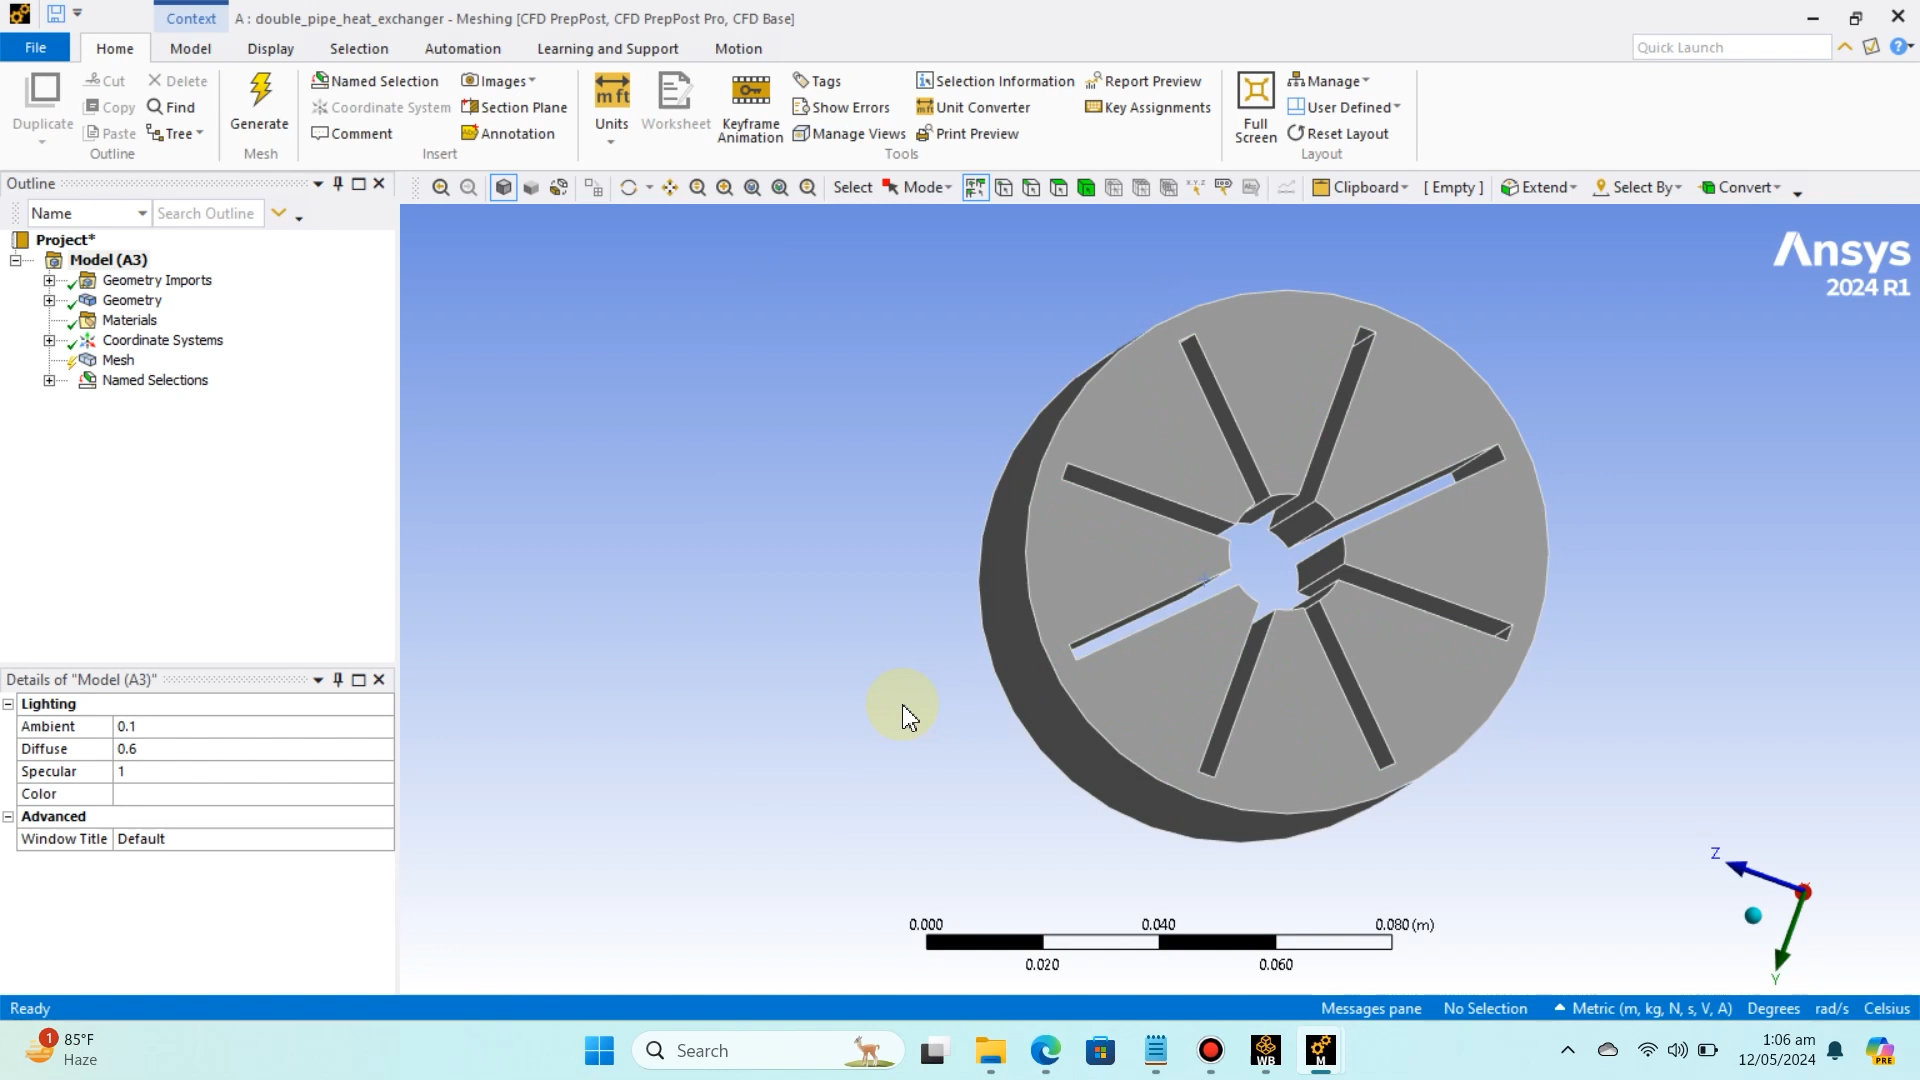 Context
A : double_pipe_heat_exchanger - Meshing [CFD PrepPost, CFD PrepPost Pro, CFD Base]
File
Home
Model
Display
Selection
Automation
Learning and Support
Motion
Quick Launch
Duplicate
Cut
Copy
Paste
Delete
Find
Tree
Outline
Generate
Mesh
Named Selection
Coordinate System
Comment
Images
Section Plane
Annotation
Insert
m ft
Units
Worksheet
Keyframe
Animation
Tags
Show Errors
Manage Views
Selection Information
Unit Converter
Print Preview
Report Preview
Key Assignments
Tools
Full
Screen
Manage
User Defined
Reset Layout
Layout
Outline
Select
Mode
Clipboard
[ Empty ]
Extend
Select By
Convert
Name
Search Outline
Project*
Model (A3)
Geometry Imports
Geometry
Materials
Coordinate Systems
Mesh
Named Selections
Ansys
2024 R1
Details of "Model (A3)"
Lighting
Ambient 0.1
Diffuse 0.6
Specular 1
Color
Advanced
Window Title Default
Z
Y
0.000 0.040 0.080 (m)
0.020 0.060
Ready
Messages pane
No Selection
Metric (m, kg, N, s, V, A)
Degrees
rad/s
Celsius
1
85°F
Haze
Search
WB
M
1:06 am
12/05/2024
PRE